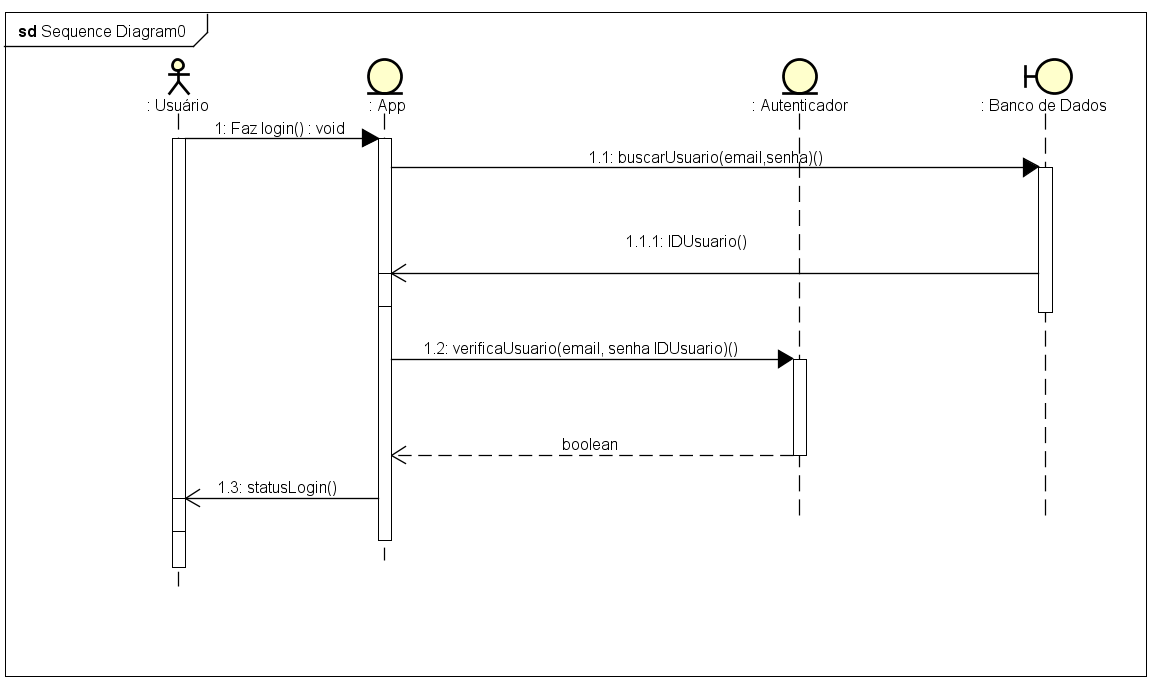 sd Sequence Diagram0
: Usuário
: App
: Autenticador
: Banco de Dados
1: Faz login() : void
1.1: buscarUsuario(email,senha)()
1.1.1: IDUsuario()
1.2: verificaUsuario(email, senha IDUsuario)()
boolean
1.3: statusLogin()